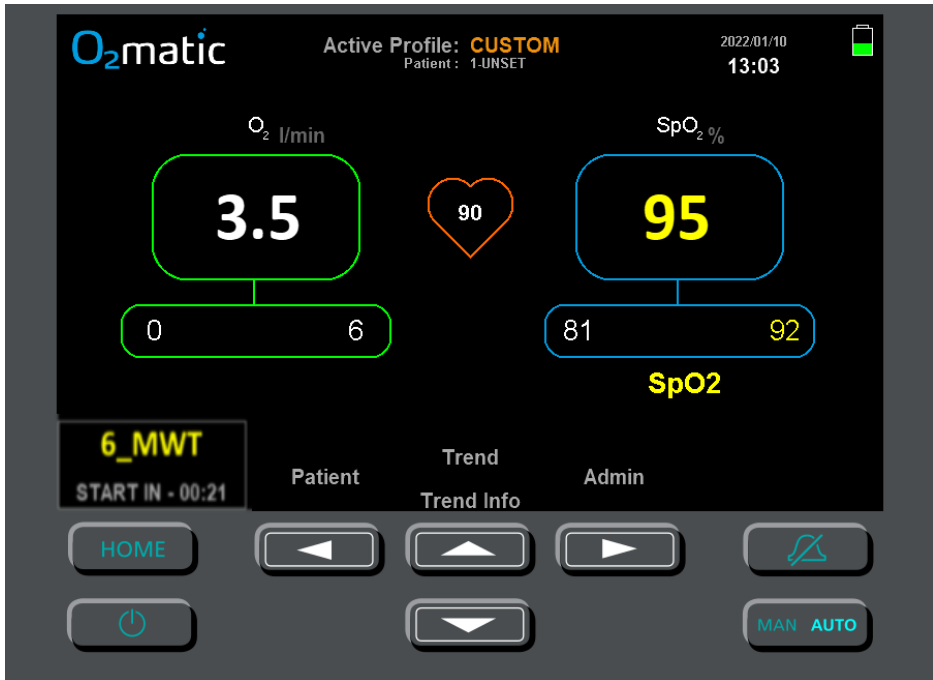 O2matic
Active Profile: CUSTOM
Patient : 1-UNSET
2022/01/10
13:03
O2 l/min
SpO2 %
3.5
90
95
0 6
81 92
SpO2
6_MWT
START IN - 00:21
Patient
Trend
Trend Info
Admin
HOME
MAN AUTO